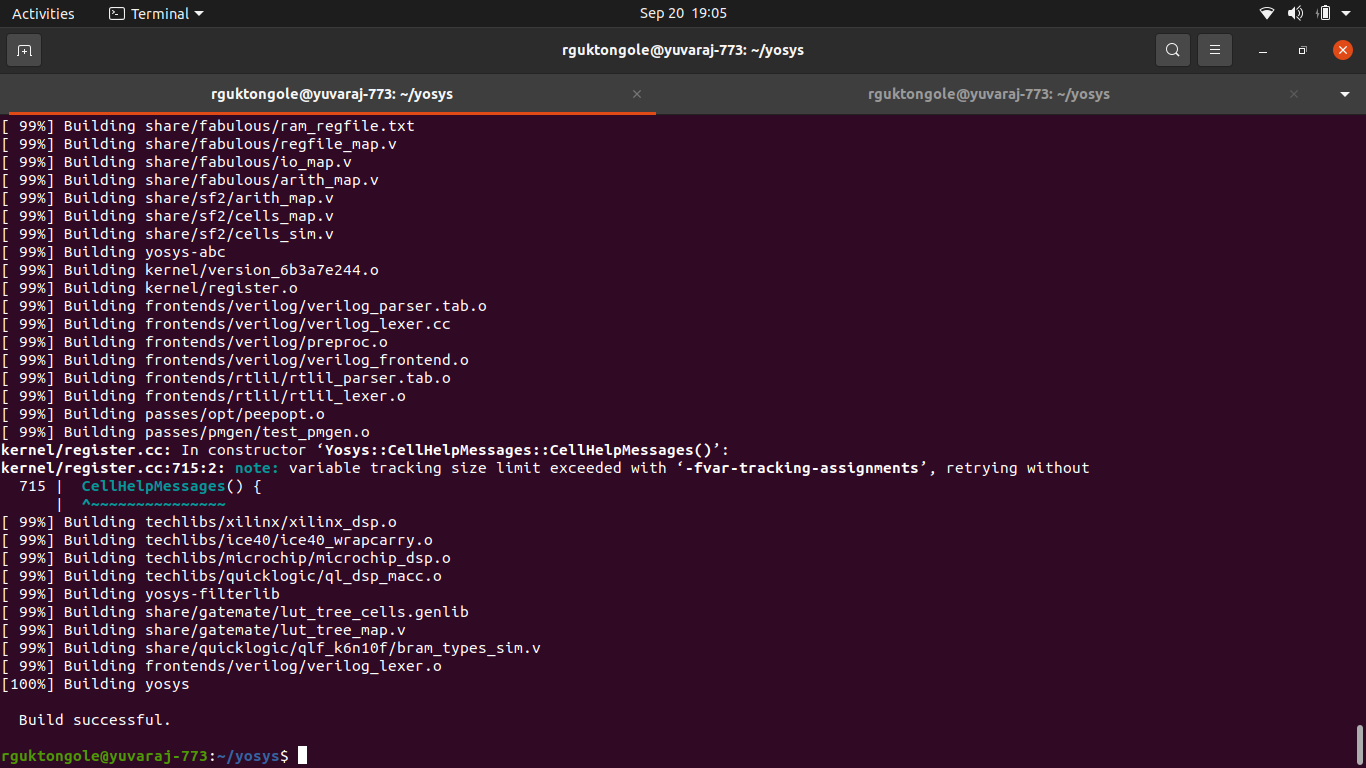 Activities
Terminal
Sep 20 19:05
rguktongole@yuvaraj-773: ~/yosys
rguktongole@yuvaraj-773: ~/yosys
rguktongole@yuvaraj-773: ~/yosys
[ 99%] Building share/fabulous/ram_regfile.txt
[ 99%] Building share/fabulous/regfile_map.v
[ 99%] Building share/fabulous/io_map.v
[ 99%] Building share/fabulous/arith_map.v
[ 99%] Building share/sf2/arith_map.v
[ 99%] Building share/sf2/cells_map.v
[ 99%] Building share/sf2/cells_sim.v
[ 99%] Building yosys-abc
[ 99%] Building kernel/version_6b3a7e244.o
[ 99%] Building kernel/register.o
[ 99%] Building frontends/verilog/verilog_parser.tab.o
[ 99%] Building frontends/verilog/verilog_lexer.cc
[ 99%] Building frontends/verilog/preproc.o
[ 99%] Building frontends/verilog/verilog_frontend.o
[ 99%] Building frontends/rtlil/rtlil_parser.tab.o
[ 99%] Building frontends/rtlil/rtlil_lexer.o
[ 99%] Building passes/opt/peepopt.o
[ 99%] Building passes/pmgen/test_pmgen.o
kernel/register.cc: In constructor ‘Yosys::CellHelpMessages::CellHelpMessages()’:
kernel/register.cc:715:2: note: variable tracking size limit exceeded with ‘-fvar-tracking-assignments’, retrying without
  715 |  CellHelpMessages() {
      |  ^~~~~~~~~~~~~~~~
[ 99%] Building techlibs/xilinx/xilinx_dsp.o
[ 99%] Building techlibs/ice40/ice40_wrapcarry.o
[ 99%] Building techlibs/microchip/microchip_dsp.o
[ 99%] Building techlibs/quicklogic/ql_dsp_macc.o
[ 99%] Building yosys-filterlib
[ 99%] Building share/gatemate/lut_tree_cells.genlib
[ 99%] Building share/gatemate/lut_tree_map.v
[ 99%] Building share/quicklogic/qlf_k6n10f/bram_types_sim.v
[ 99%] Building frontends/verilog/verilog_lexer.o
[100%] Building yosys
  Build successful.
rguktongole@yuvaraj-773:~/yosys$